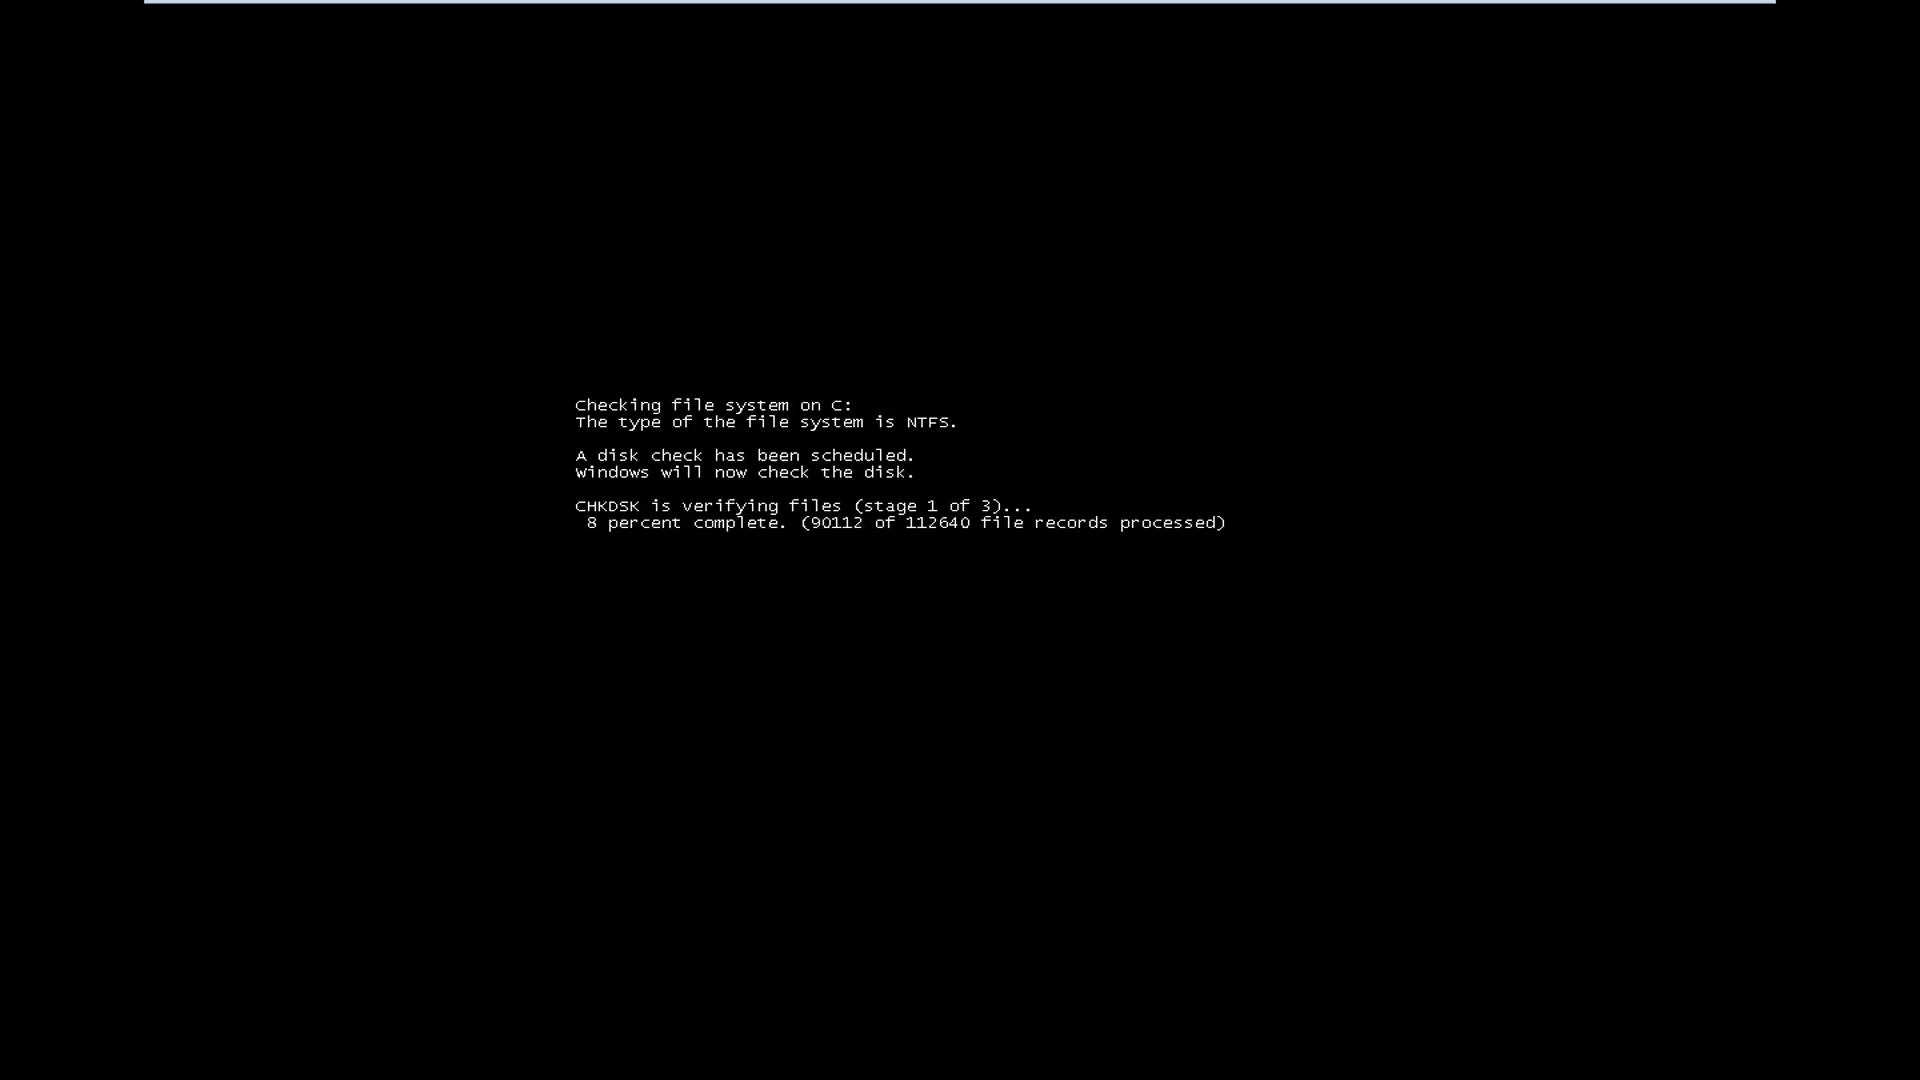 Checking file system on C:
The type of the file system is NTFS.
A disk check has been scheduled.
Windows will now check the disk.
CHKDSK is verifying files (stage 1 of 3)...
8 percent complete. (90112 of 112640 file records processed)